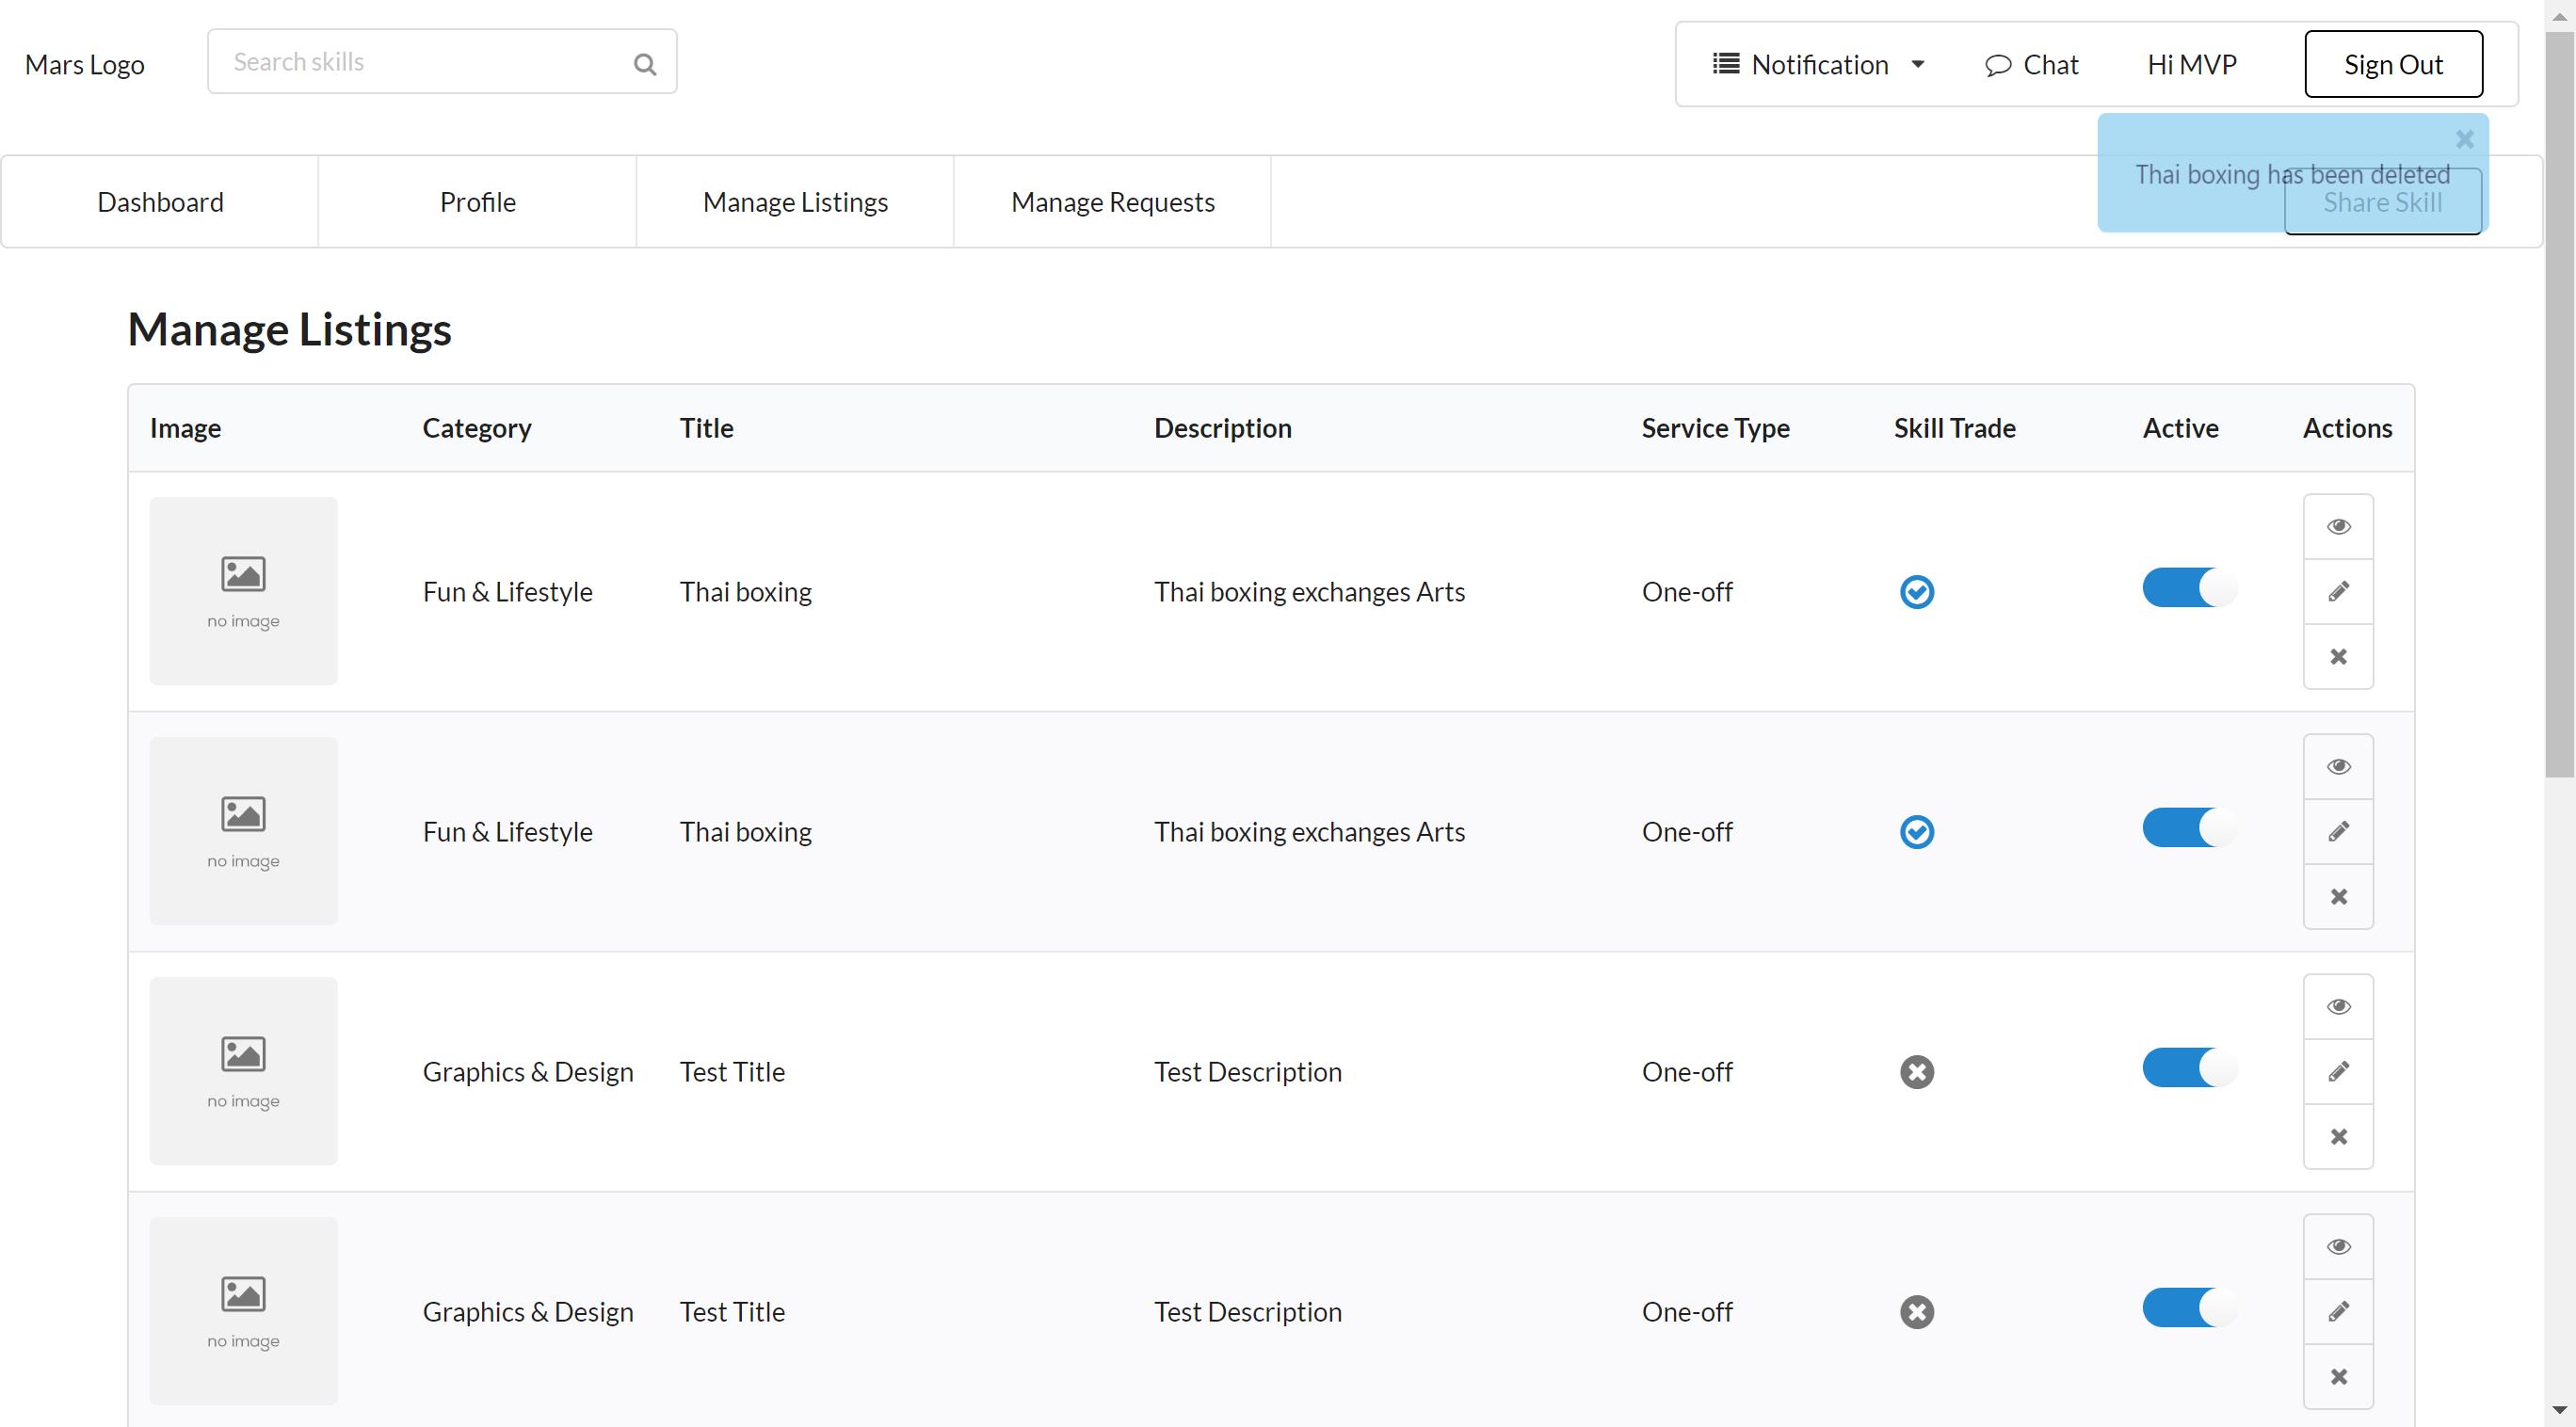 Mars Logo
Search skills
Notification
Chat
Hi MVP
Sign Out
Thai boxing has been deleted
Dashboard
Profile
Manage Listings
Manage Requests
Share Skill
Manage Listings
Image Category Title Description Service Type Skill Trade Active Actions
no image
Fun & Lifestyle Thai boxing Thai boxing exchanges Arts One-off
no image
Fun & Lifestyle Thai boxing Thai boxing exchanges Arts One-off
no image
Graphics & Design Test Title Test Description One-off
no image
Graphics & Design Test Title Test Description One-off